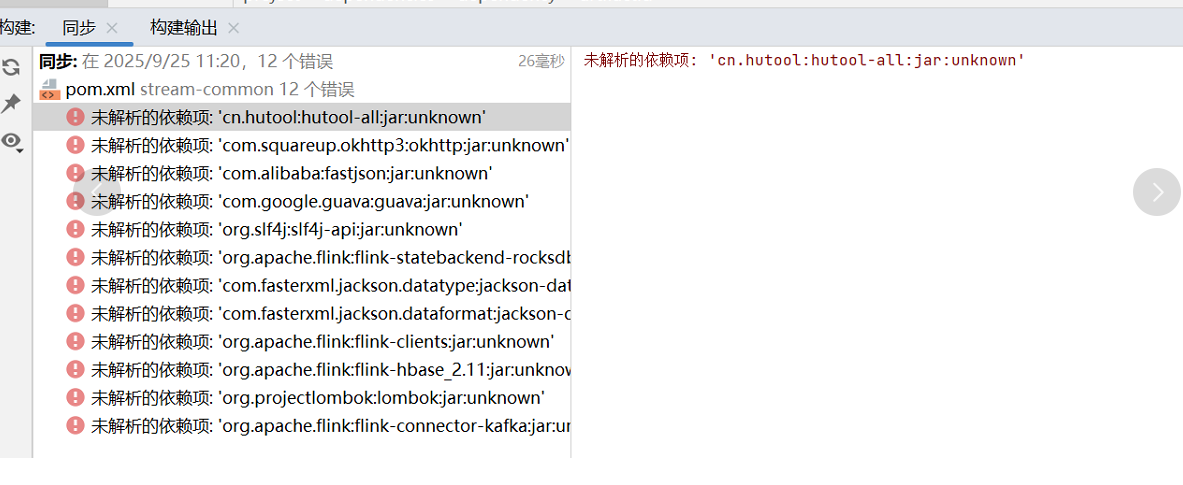 构建:
同步
构建输出
同步: 在 2025/9/25 11:20，12 个错误
26毫秒
pom.xml stream-common 12 个错误
未解析的依赖项: 'cn.hutool:hutool-all:jar:unknown'
未解析的依赖项: 'com.squareup.okhttp3:okhttp:jar:unknown'
未解析的依赖项: 'com.alibaba:fastjson:jar:unknown'
未解析的依赖项: 'com.google.guava:guava:jar:unknown'
未解析的依赖项: 'org.slf4j:slf4j-api:jar:unknown'
未解析的依赖项: 'org.apache.flink:flink-statebackend-rocksdb
未解析的依赖项: 'com.fasterxml.jackson.datatype:jackson-dat
未解析的依赖项: 'com.fasterxml.jackson.dataformat:jackson-d
未解析的依赖项: 'org.apache.flink:flink-clients:jar:unknown'
未解析的依赖项: 'org.apache.flink:flink-hbase_2.11:jar:unknow
未解析的依赖项: 'org.projectlombok:lombok:jar:unknown'
未解析的依赖项: 'org.apache.flink:flink-connector-kafka:jar:un
未解析的依赖项: 'cn.hutool:hutool-all:jar:unknown'